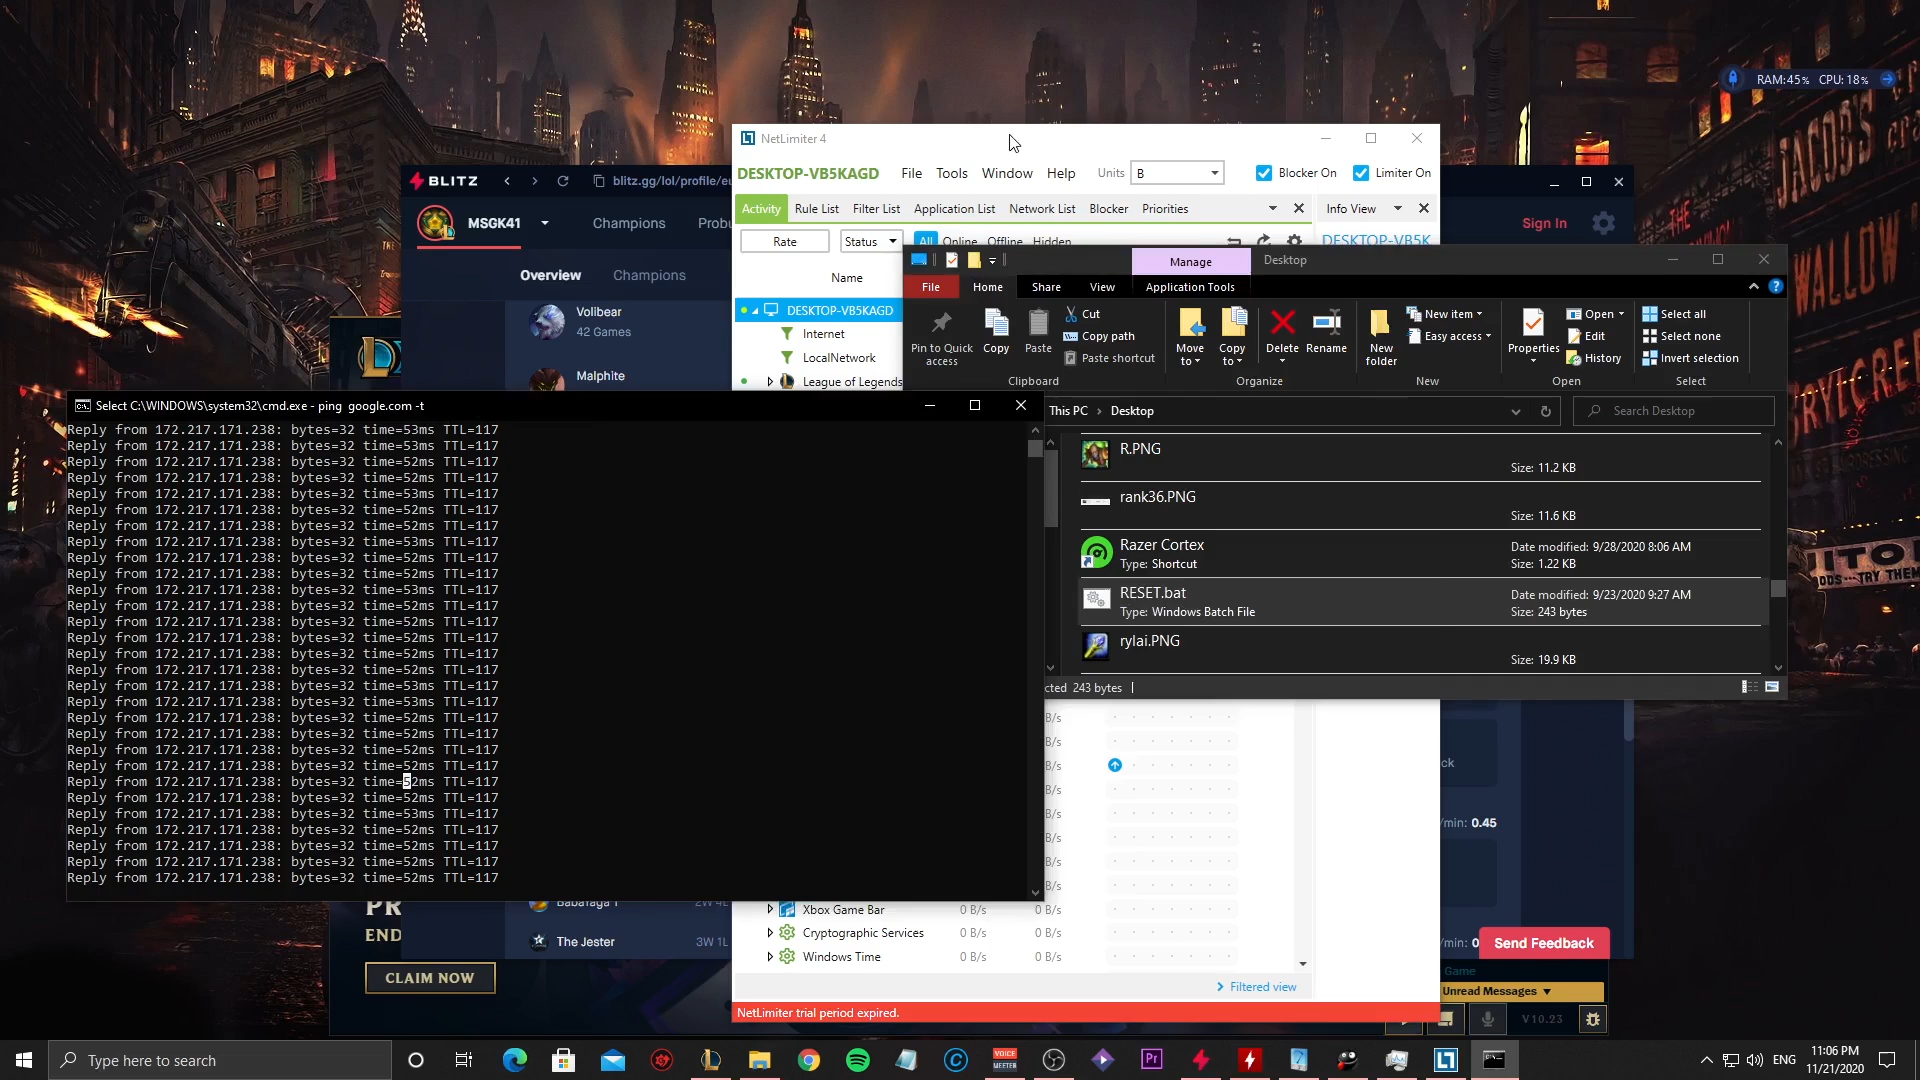 RAM:45% CPU: 18%
NetLimiter 4
DESKTOP-VB5KAGD File Tools Window Help Units B Blocker On Limiter On
BLITZ blitz.gg/lol/profile/eu
Activity Rule List Filter List Application List Network List Blocker Priorities Info View
MSGK41 Champions Prob Sign In
Rate Status All Online Offline Hidden DESKTOP-VB5K
Name
Overview Champions
Manage Desktop
File Home Share View Application Tools
DESKTOP-VB5KAGD
Internet
LocalNetwork
League of Legends
Volibear
42 Games
Malphite
Pin to Quick access
Copy
Paste
Cut
Copy path
Paste shortcut
Clipboard
Move to
Copy to
Delete
Rename
Organize
New folder
New item
Easy access
New
Properties
Open
Edit
History
Open
Select all
Select none
Invert selection
Select
This PC Desktop Search Desktop
R.PNG
Size: 11.2 KB
rank36.PNG
Size: 11.6 KB
Razer Cortex Date modified: 9/28/2020 8:06 AM
Type: Shortcut Size: 1.22 KB
RESET.bat Date modified: 9/23/2020 9:27 AM
Type: Windows Batch File Size: 243 bytes
rylai.PNG
Size: 19.9 KB
cted 243 bytes
Select C:\WINDOWS\system32\cmd.exe - ping google.com -t
Reply from 172.217.171.238: bytes=32 time=53ms TTL=117
Reply from 172.217.171.238: bytes=32 time=53ms TTL=117
Reply from 172.217.171.238: bytes=32 time=52ms TTL=117
Reply from 172.217.171.238: bytes=32 time=52ms TTL=117
Reply from 172.217.171.238: bytes=32 time=53ms TTL=117
Reply from 172.217.171.238: bytes=32 time=52ms TTL=117
Reply from 172.217.171.238: bytes=32 time=52ms TTL=117
Reply from 172.217.171.238: bytes=32 time=53ms TTL=117
Reply from 172.217.171.238: bytes=32 time=52ms TTL=117
Reply from 172.217.171.238: bytes=32 time=52ms TTL=117
Reply from 172.217.171.238: bytes=32 time=53ms TTL=117
Reply from 172.217.171.238: bytes=32 time=52ms TTL=117
Reply from 172.217.171.238: bytes=32 time=52ms TTL=117
Reply from 172.217.171.238: bytes=32 time=52ms TTL=117
Reply from 172.217.171.238: bytes=32 time=52ms TTL=117
Reply from 172.217.171.238: bytes=32 time=52ms TTL=117
Reply from 172.217.171.238: bytes=32 time=53ms TTL=117
Reply from 172.217.171.238: bytes=32 time=53ms TTL=117
Reply from 172.217.171.238: bytes=32 time=52ms TTL=117
Reply from 172.217.171.238: bytes=32 time=52ms TTL=117
Reply from 172.217.171.238: bytes=32 time=52ms TTL=117
Reply from 172.217.171.238: bytes=32 time=52ms TTL=117
Reply from 172.217.171.238: bytes=32 time=52ms TTL=117
Reply from 172.217.171.238: bytes=32 time=52ms TTL=117
Reply from 172.217.171.238: bytes=32 time=53ms TTL=117
Reply from 172.217.171.238: bytes=32 time=52ms TTL=117
Reply from 172.217.171.238: bytes=32 time=52ms TTL=117
Reply from 172.217.171.238: bytes=32 time=52ms TTL=117
Reply from 172.217.171.238: bytes=32 time=52ms TTL=117
B/s
B/s
B/s
B/s
B/s
B/s
B/s
B/s
ck
/min: 0.45
/min: 0
Send Feedback
Babafaga 1 2W 4L
The Jester 3W 1L
Xbox Game Bar 0 B/s 0 B/s
Cryptographic Services 0 B/s 0 B/s
Windows Time 0 B/s 0 B/s
Filtered view
NetLimiter trial period expired.
PR
END
CLAIM NOW
Game
Unread Messages
V10.23
JACOB'S
THE
WALLOW
Type here to search
VOICE MEETER
Pr
ENG
11:06 PM
11/21/2020